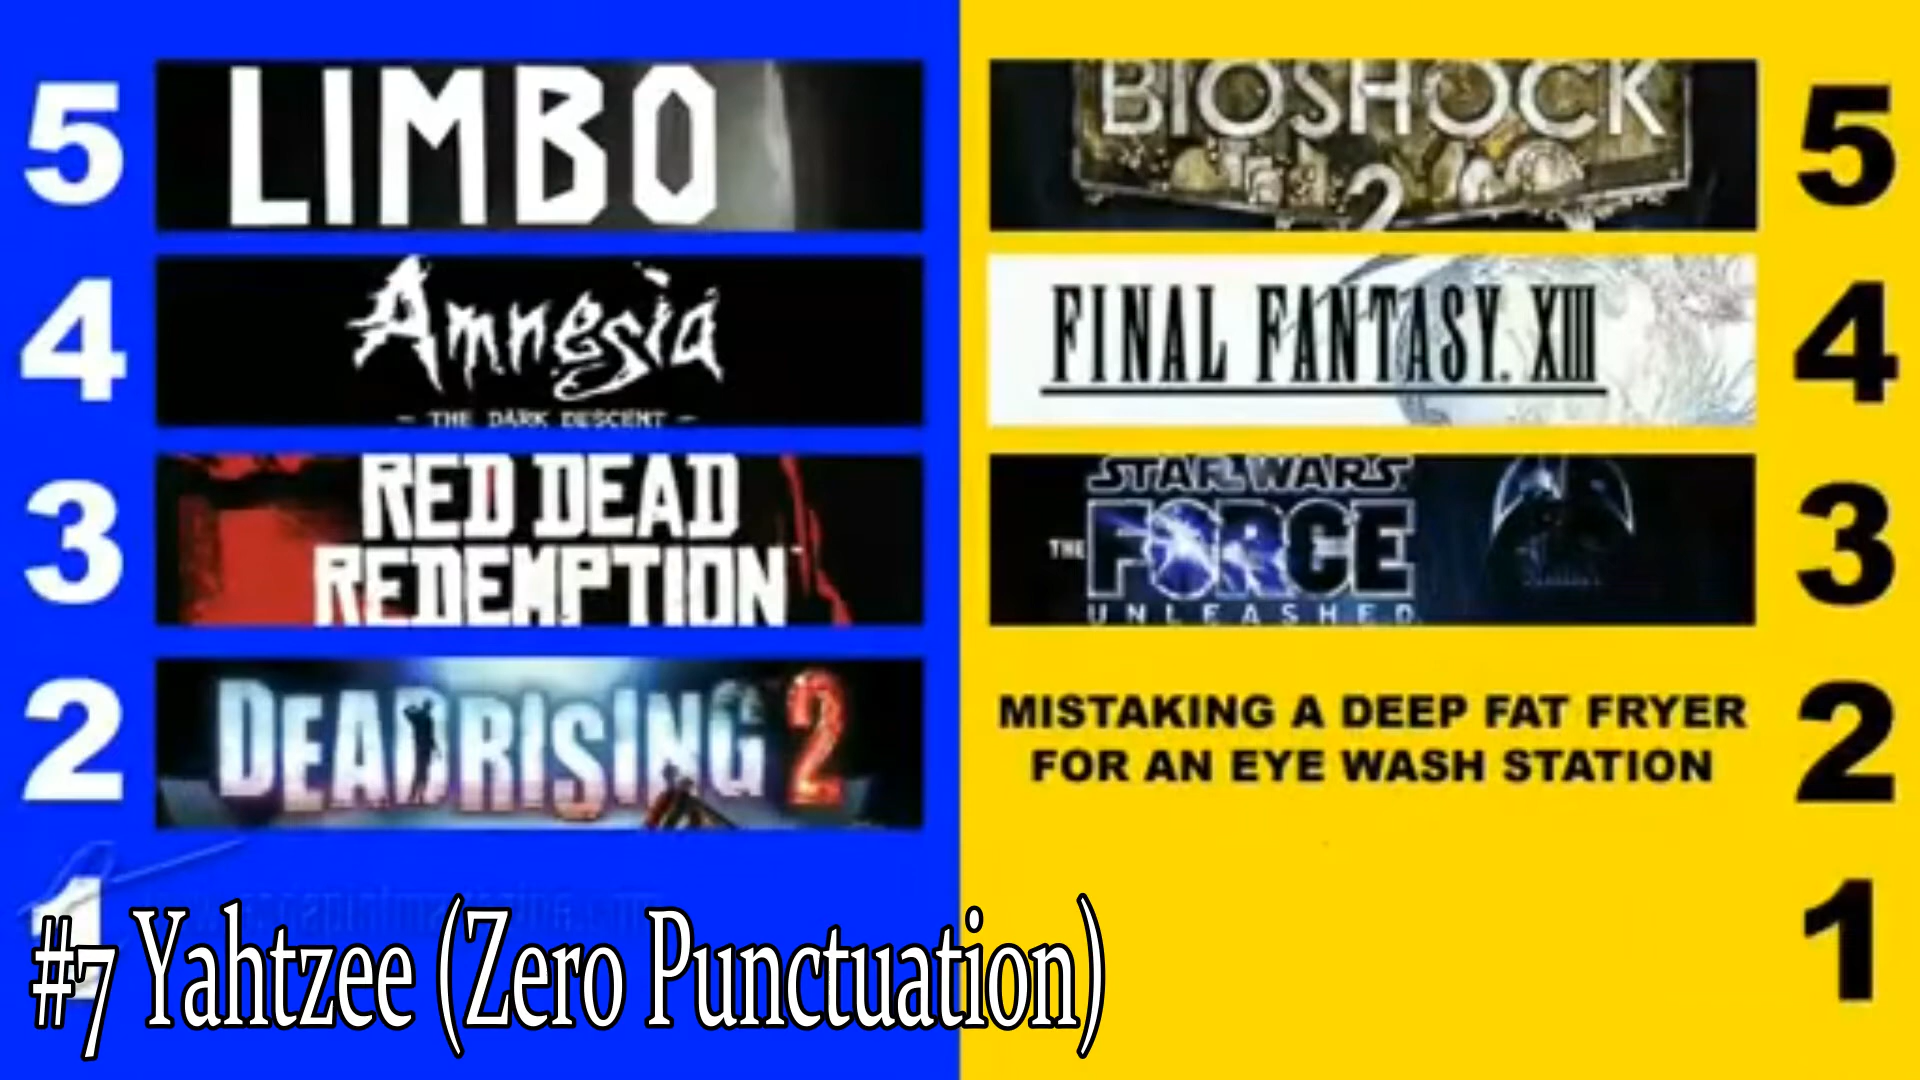 5
LIMBO
4
Amnesia
- THE DARK DESCENT -
3
RED DEAD
REDEMPTION
2
DEADRISING 2
1
BIOSHOCK
2
5
FINAL FANTASY XIII
4
STAR WARS
THE FORCE
UNLEASHED
3
MISTAKING A DEEP FAT FRYER
FOR AN EYE WASH STATION
2
1
#7 Yahtzee (Zero Punctuation)